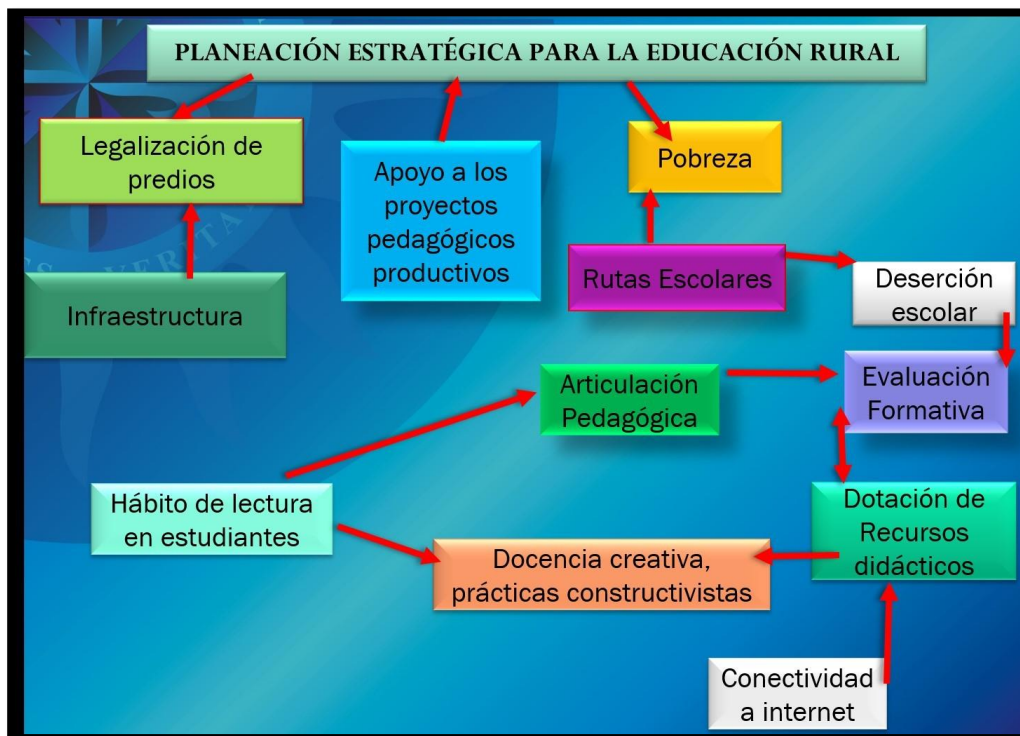 PLANEACIÓN ESTRATÉGICA PARA LA EDUCACIÓN RURAL
Legalización de
predios
Apoyo a los
proyectos
pedagógicos
productivos
Pobreza
Infraestructura
Rutas Escolares
Deserción
escolar
Articulación
Pedagógica
Evaluación
Formativa
Hábito de lectura
en estudiantes
Docencia creativa,
prácticas constructivistas
Dotación de
Recursos
didácticos
Conectividad
a internet